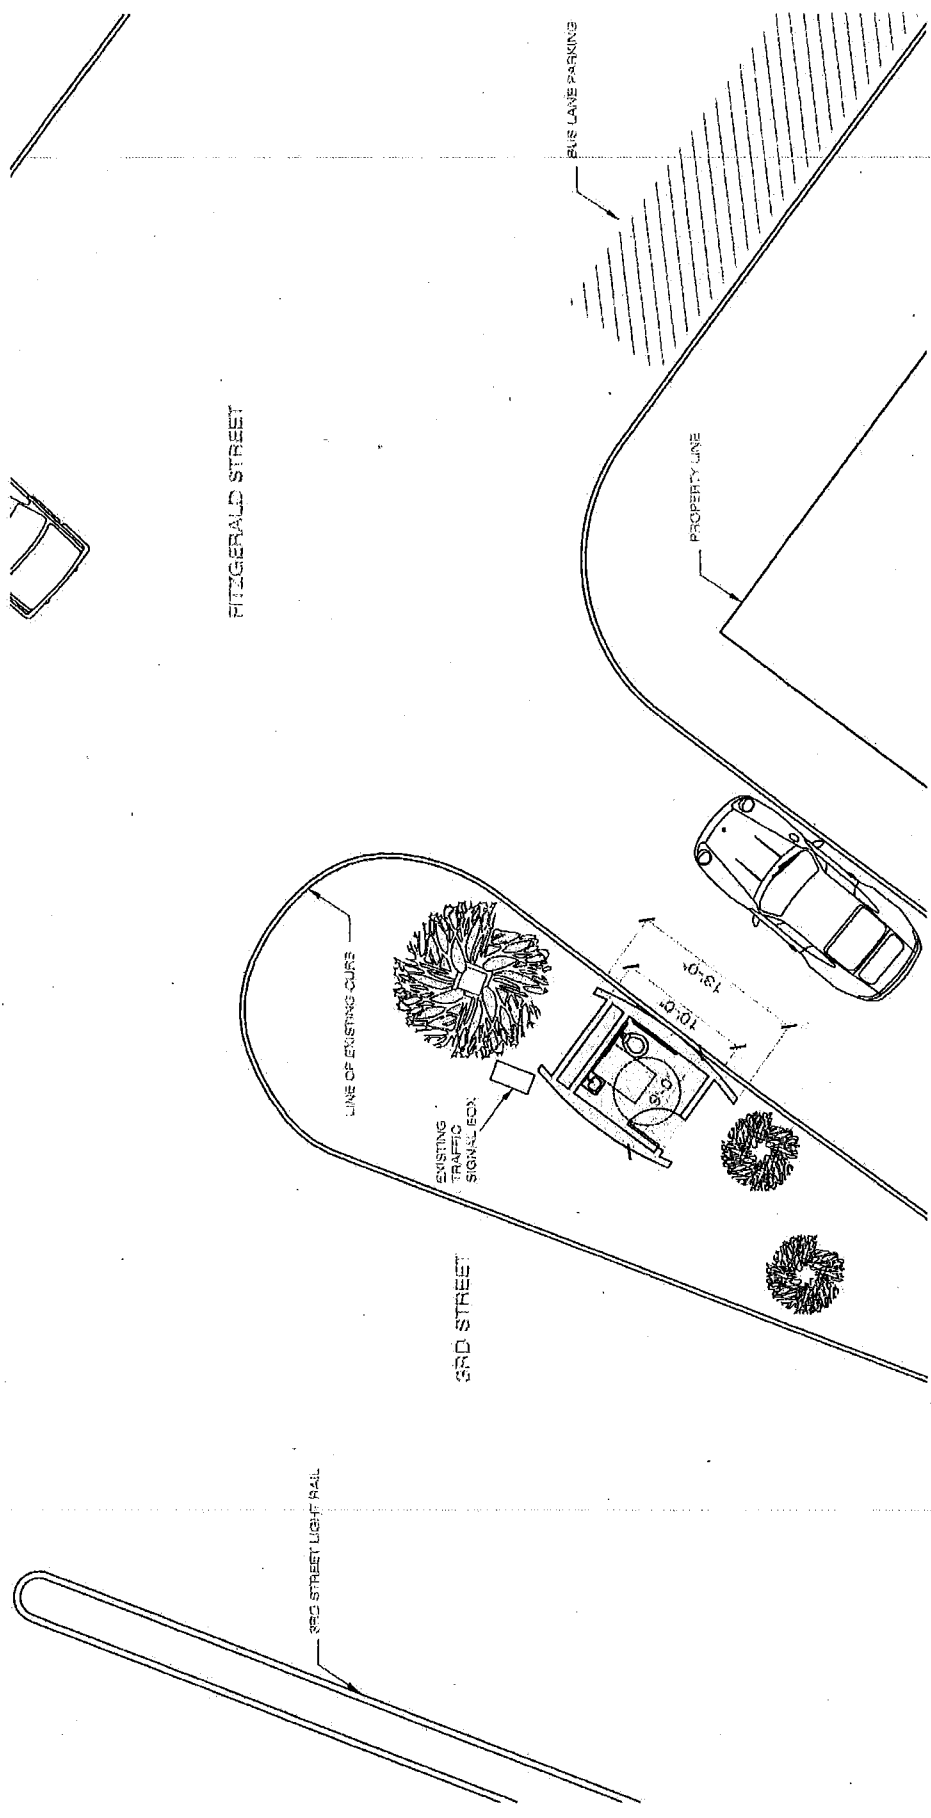 BUS LANE PARKING
FITZGERALD STREET
PROPERTY LINE
LINE OF EXISTING CURB
EXISTING
TRAFFIC
SIGNAL BOX
13'-0"
10'-0"
3RD STREET
3RD STREET LIGHT RAIL